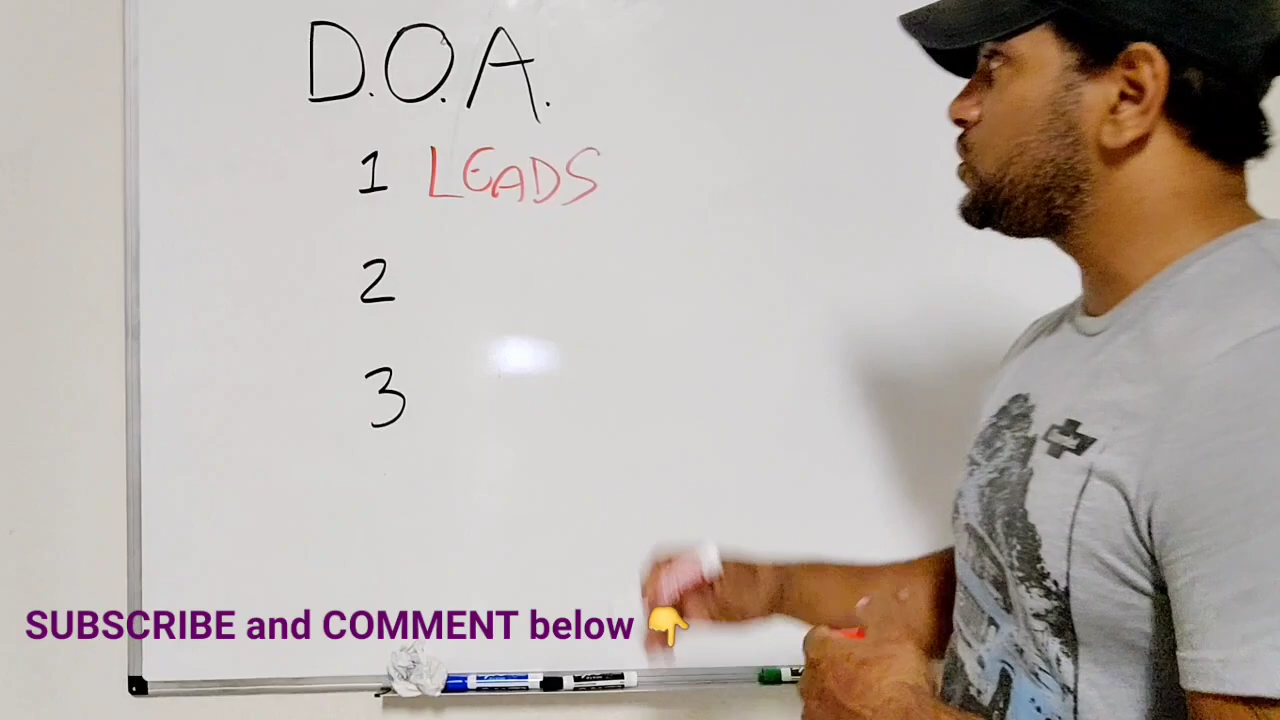 D.O.A.
1 LEADS
2
3
SUBSCRIBE and COMMENT below 👇